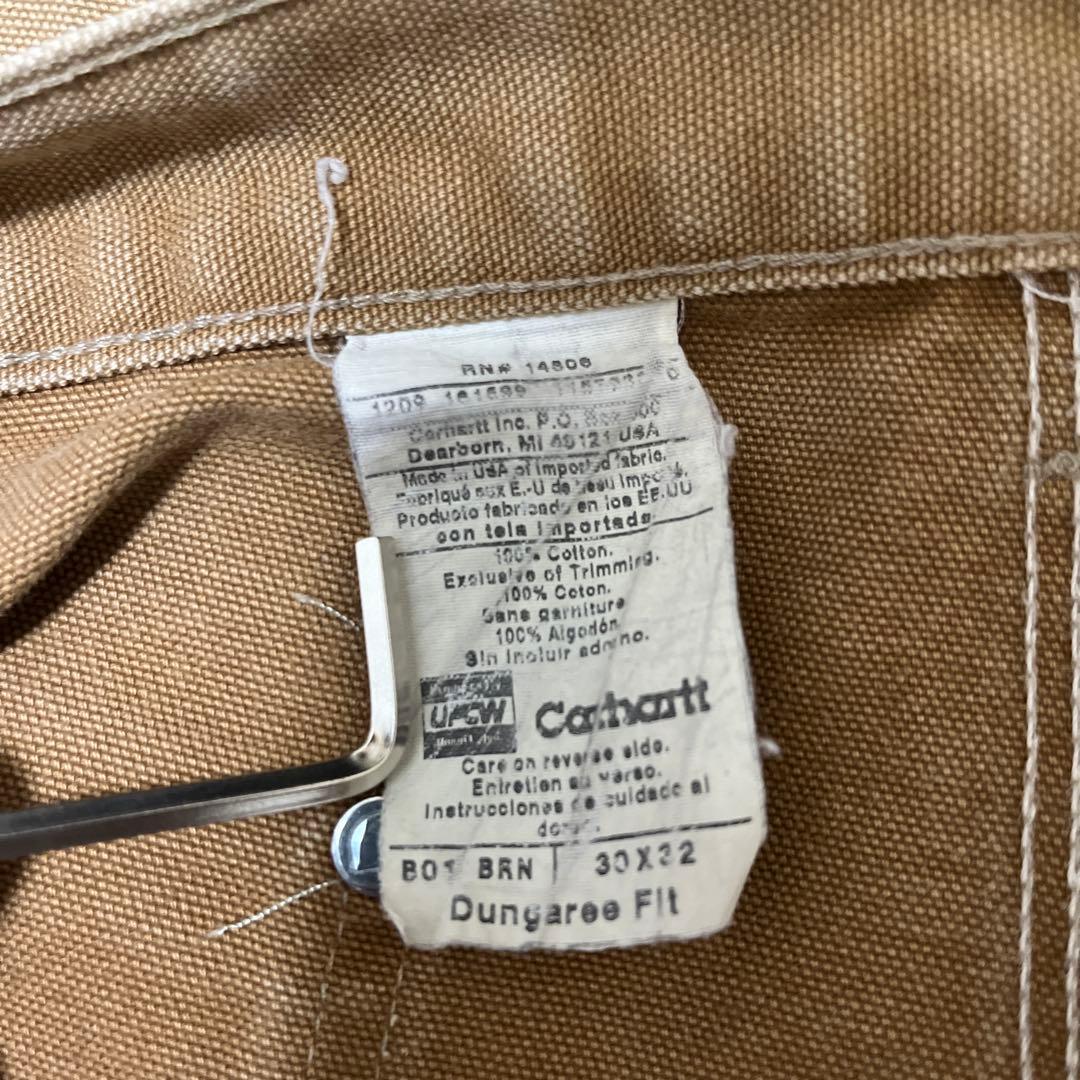 RN# 14806
1209 161699
Carhartt Inc. P.O. Box 600
Dearborn, MI 48121 USA
Made in USA of imported fabric.
Fabriqué aux E.-U de tissu importé.
Producto fabricado en los EE.UU
con tela importada
100% Cotton.
Exclusive of Trimming.
100% Coton.
Sans garniture
100% Algodón.
Sin incluir adorno.
UFCW
Carhartt
Care on reverse side.
Entretien au verso.
Instrucciones de cuidado al
dorso.
B01 BRN 30X32
Dungaree Fit